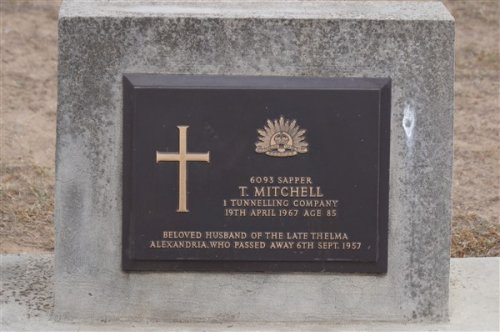 6093 SAPPER
T. MITCHELL
1 TUNNELLING COMPANY
19TH APRIL 1967 AGE 85
BELOVED HUSBAND OF THE LATE THELMA
ALEXANDRIA, WHO PASSED AWAY 6TH SEPT. 1957